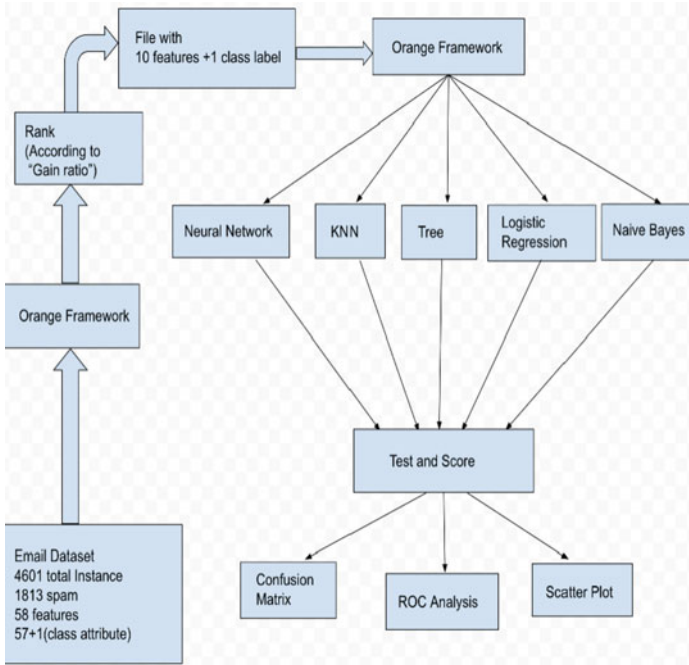 File with
10 features +1 class label
Orange Framework
Rank
(According to
“Gain ratio”)
Neural Network
KNN
Tree
Logistic
Regression
Naive Bayes
Orange Framework
Test and Score
Email Dataset
4601 total Instance
1813 spam
58 features
57+1(class attribute)
Confusion
Matrix
ROC Analysis
Scatter Plot